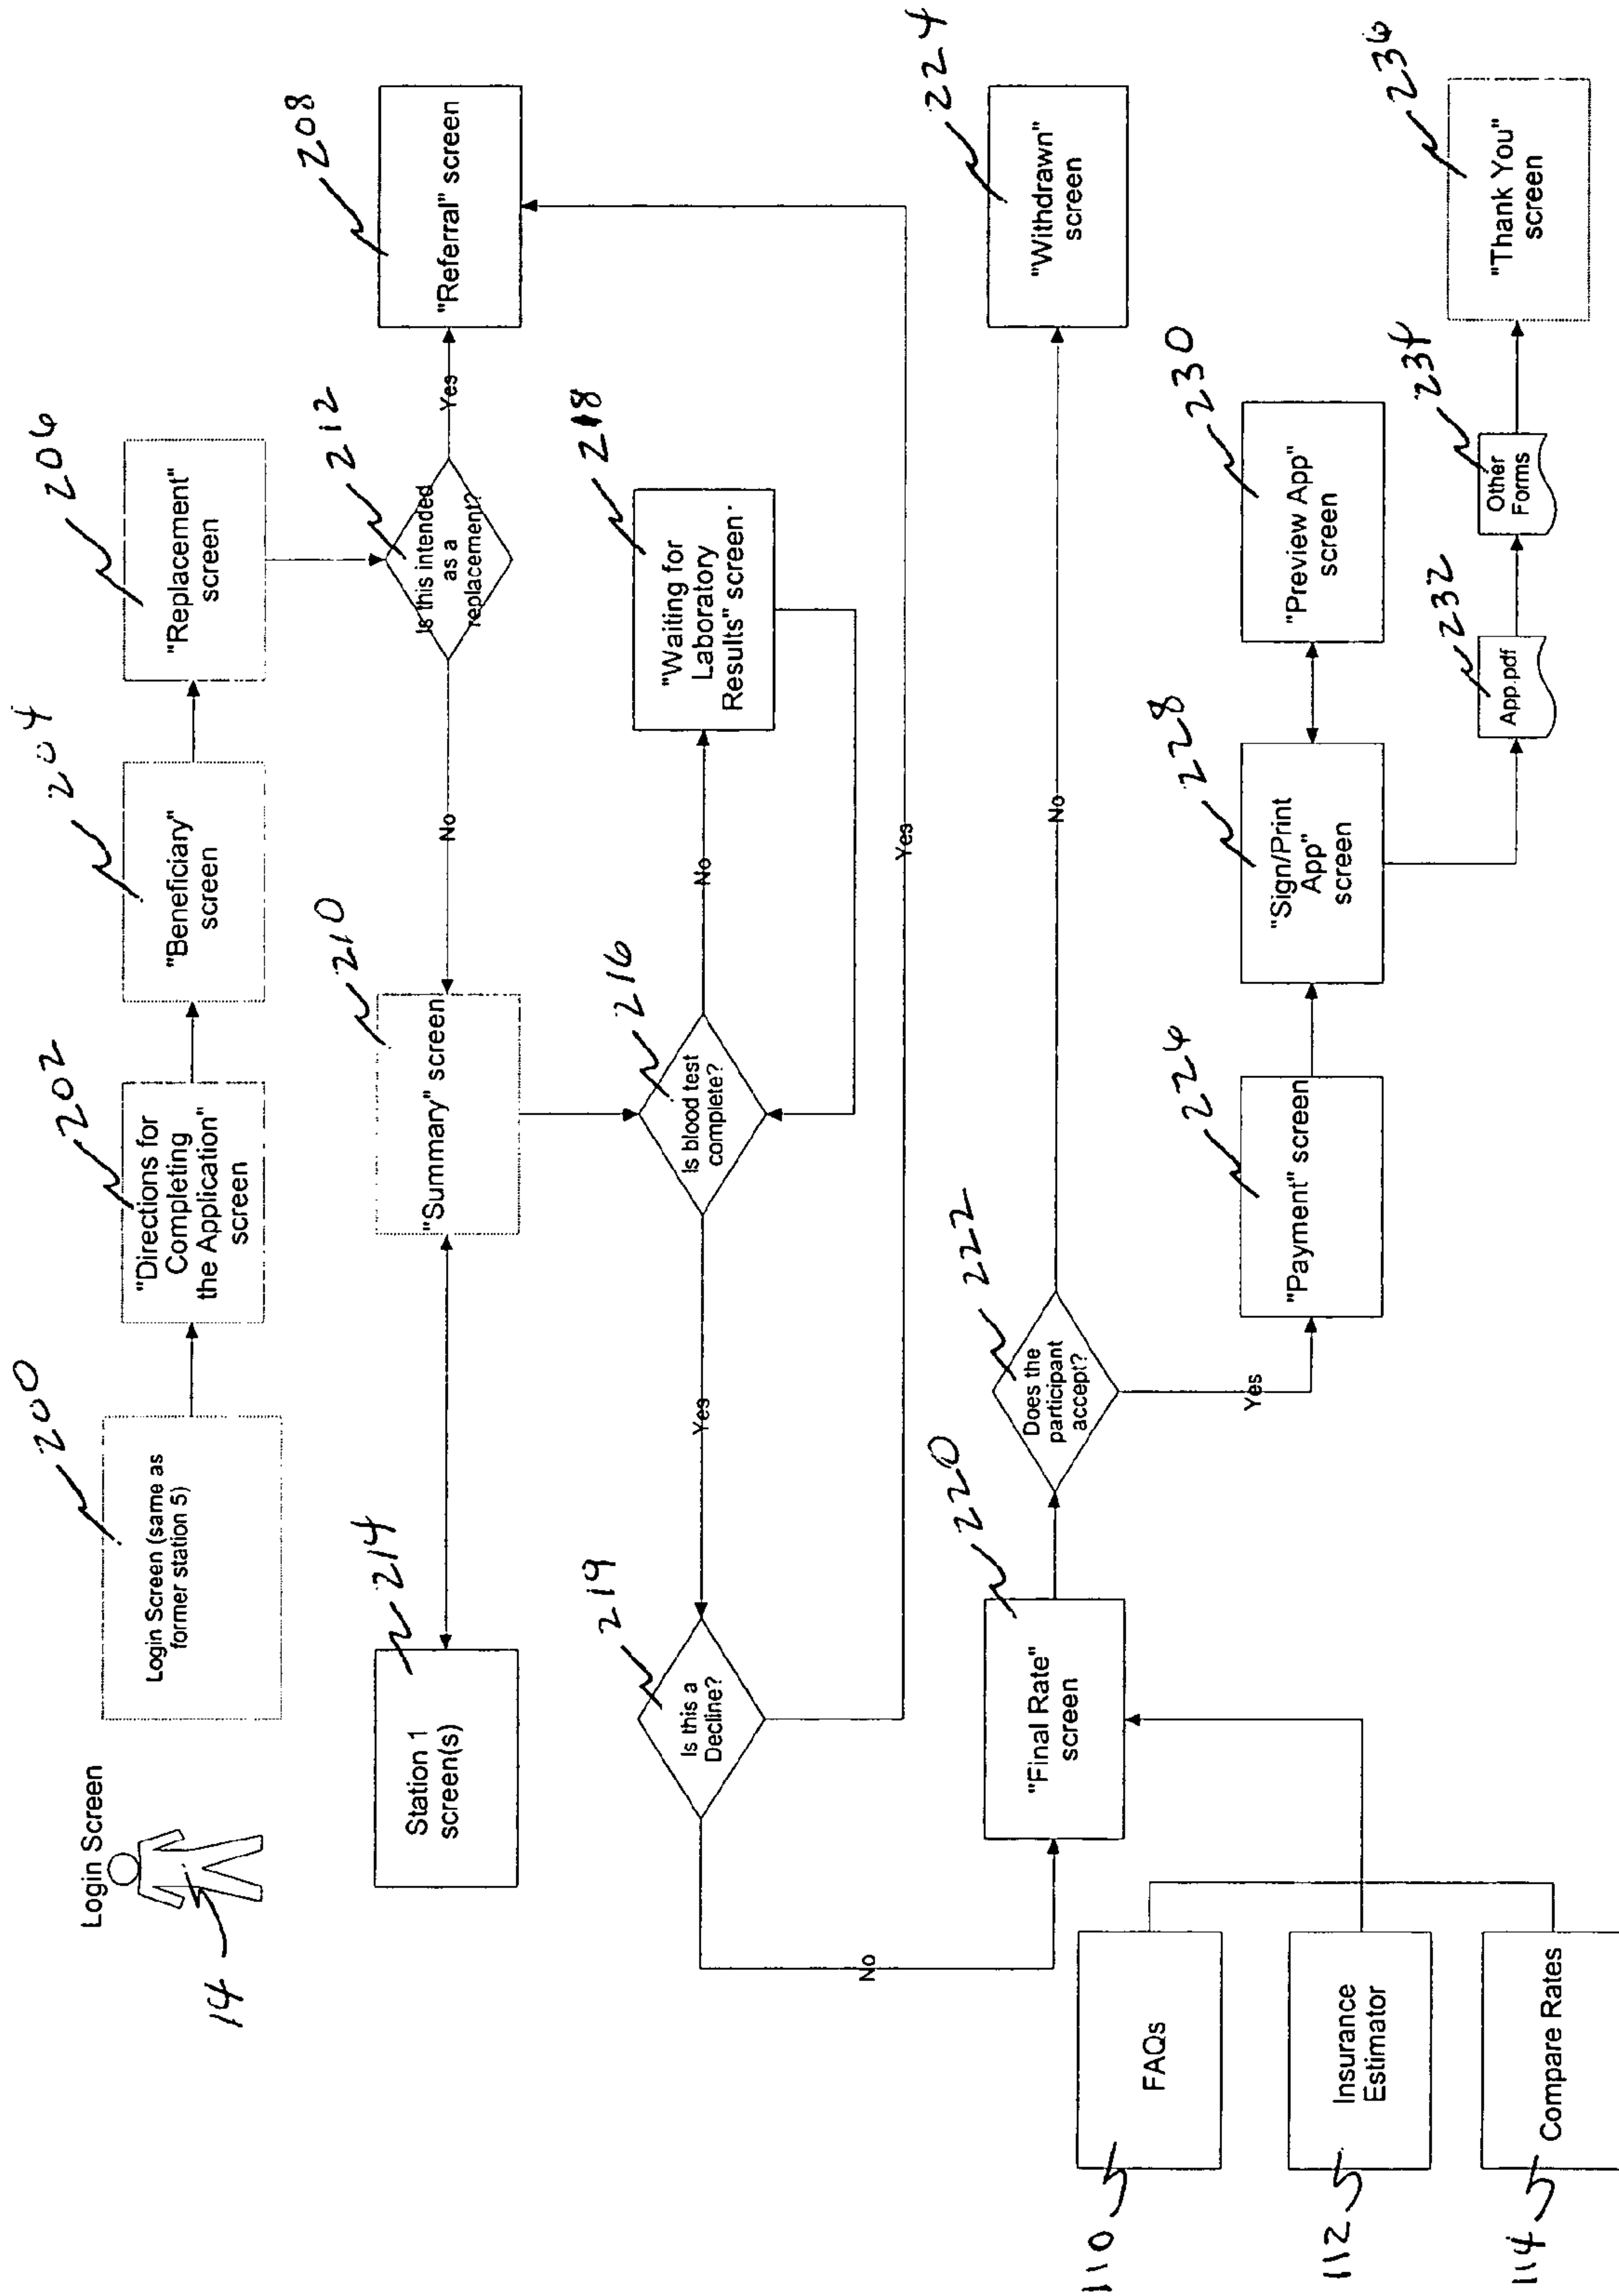 Login Screen
14
200
Login Screen (same as
former station 5)
202
"Directions for
Completing
the Application"
screen
204
"Beneficiary"
screen
206
"Replacement"
screen
208
"Referral" screen
Yes
212
Is this intended
as a
replacement?
No
210
"Summary" screen
214
Station 1
screen(s)
216
Is blood test
complete?
No
218
"Waiting for
Laboratory
Results" screen
Yes
219
Is this a
Decline?
Yes
No
220
"Final Rate"
screen
222
Does the
participant
accept?
No
224
"Withdrawn"
screen
Yes
226
"Payment" screen
228
"Sign/Print
App"
screen
230
"Preview App"
screen
232
App.pdf
234
Other
Forms
236
"Thank You"
screen
110
FAQs
112
Insurance
Estimator
114
Compare Rates